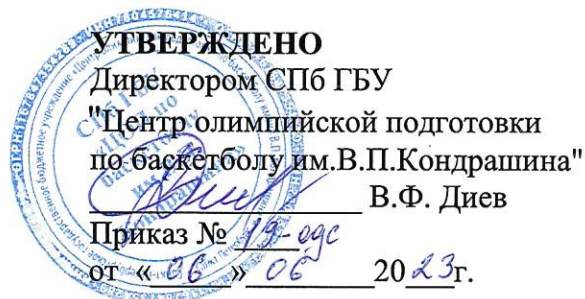 УТВЕРЖДЕНО
Директором СПб ГБУ
"Центр олимпийской подготовки
по баскетболу им.В.П.Кондрашина"
В.Ф. Диев
Приказ № 19-одс
от «06» 06 2023г.